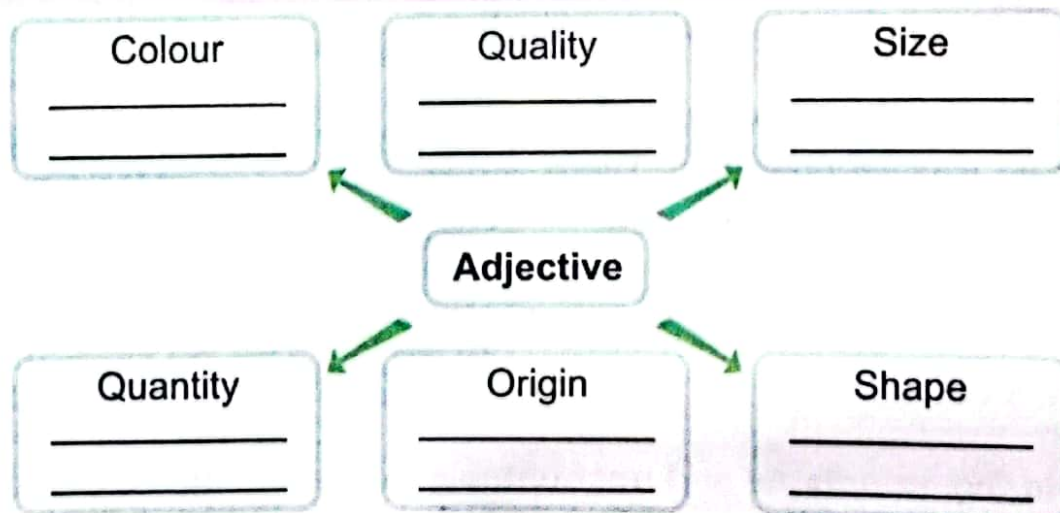 Colour
Quality
Size
Adjective
Quantity
Origin
Shape